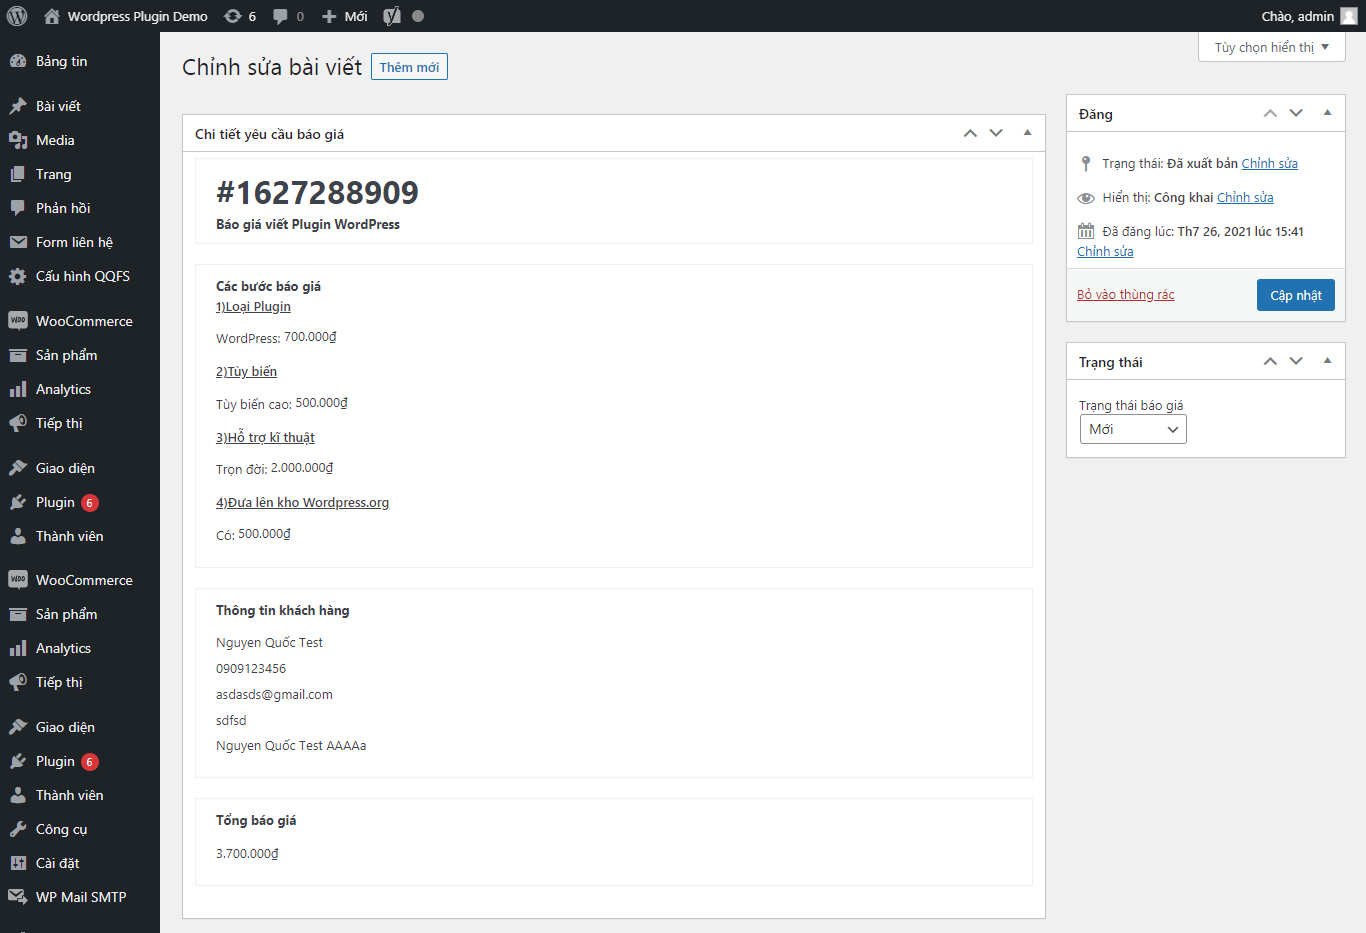 Wordpress Plugin Demo 6 0 Mới Chào, admin
Tùy chọn hiển thị
Bảng tin
Bài viết
Media
Trang
Phản hồi
Form liên hệ
Cấu hình QQFS
WooCommerce
Sản phẩm
Analytics
Tiếp thị
Giao diện
Plugin 6
Thành viên
WooCommerce
Sản phẩm
Analytics
Tiếp thị
Giao diện
Plugin 6
Thành viên
Công cụ
Cài đặt
WP Mail SMTP
Chỉnh sửa bài viết Thêm mới
Chi tiết yêu cầu báo giá
#1627288909
Báo giá viết Plugin WordPress
Các bước báo giá
1)Loại Plugin
WordPress: 700.000₫
2)Tùy biến
Tùy biến cao: 500.000₫
3)Hỗ trợ kĩ thuật
Trọn đời: 2.000.000₫
4)Đưa lên kho Wordpress.org
Có: 500.000₫
Thông tin khách hàng
Nguyen Quốc Test
0909123456
asdasds@gmail.com
sdfsd
Nguyen Quốc Test AAAAa
Tổng báo giá
3.700.000₫
Đăng
Trạng thái: Đã xuất bản Chỉnh sửa
Hiển thị: Công khai Chỉnh sửa
Đã đăng lúc: Th7 26, 2021 lúc 15:41
Chỉnh sửa
Bỏ vào thùng rác Cập nhật
Trạng thái
Trạng thái báo giá
Mới